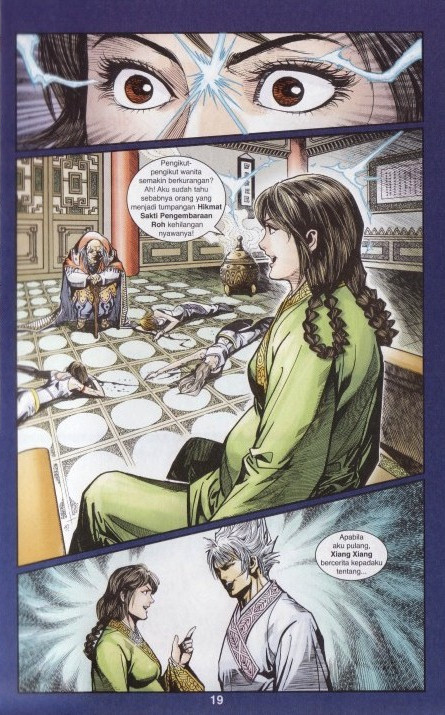 Pengikut-
pengikut wanita
semakin berkurangan?
Ah! Aku sudah tahu
sebabnya orang yang
menjadi tumpangan Hikmat
Sakti Pengembaraan
Roh kehilangan
nyawanya!
Apabila
aku pulang,
Xiang Xiang
bercerita kepadaku
tentang...
19